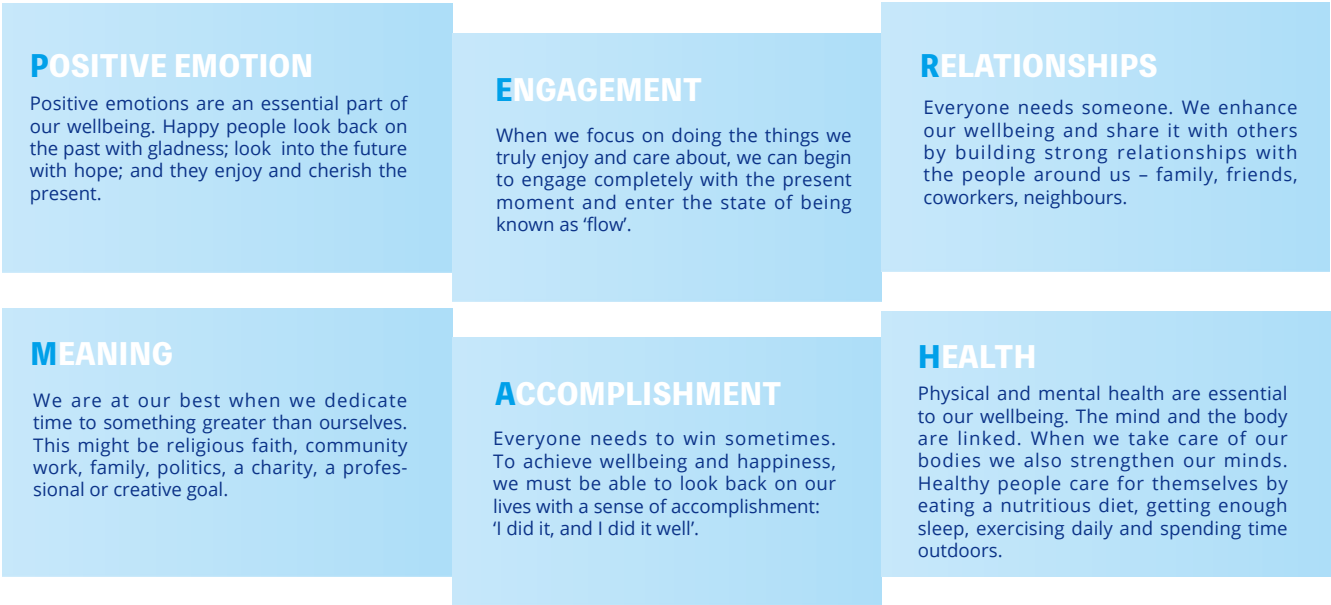 POSITIVE EMOTION
Positive emotions are an essential part of
our wellbeing. Happy people look back on
the past with gladness; look into the future
with hope; and they enjoy and cherish the
present.
ENGAGEMENT
When we focus on doing the things we
truly enjoy and care about, we can begin
to engage completely with the present
moment and enter the state of being
known as ‘flow’.
RELATIONSHIPS
Everyone needs someone. We enhance
our wellbeing and share it with others
by building strong relationships with
the people around us – family, friends,
coworkers, neighbours.
MEANING
We are at our best when we dedicate
time to something greater than ourselves.
This might be religious faith, community
work, family, politics, a charity, a profes-
sional or creative goal.
ACCOMPLISHMENT
Everyone needs to win sometimes.
To achieve wellbeing and happiness,
we must be able to look back on our
lives with a sense of accomplishment:
‘I did it, and I did it well’.
HEALTH
Physical and mental health are essential
to our wellbeing. The mind and the body
are linked. When we take care of our
bodies we also strengthen our minds.
Healthy people care for themselves by
eating a nutritious diet, getting enough
sleep, exercising daily and spending time
outdoors.